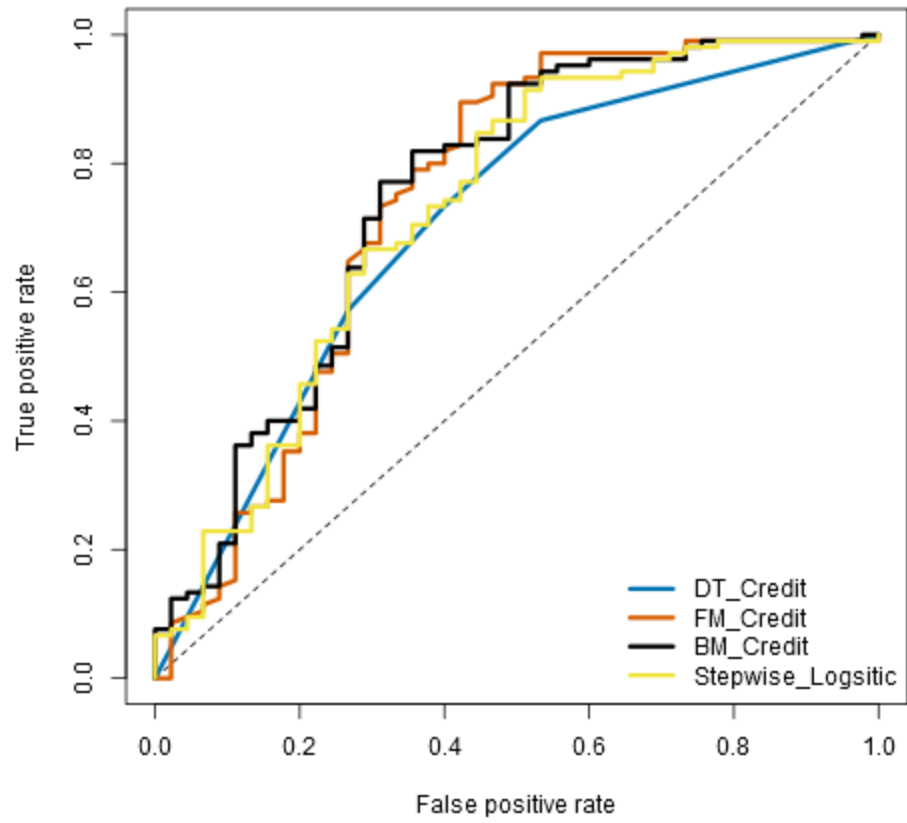 1.0
0.8
0.6
0.4
0.2
0.0
True positive rate
DT_Credit
FM_Credit
BM_Credit
Stepwise_Logsitic
0.0 0.2 0.4 0.6 0.8 1.0
False positive rate